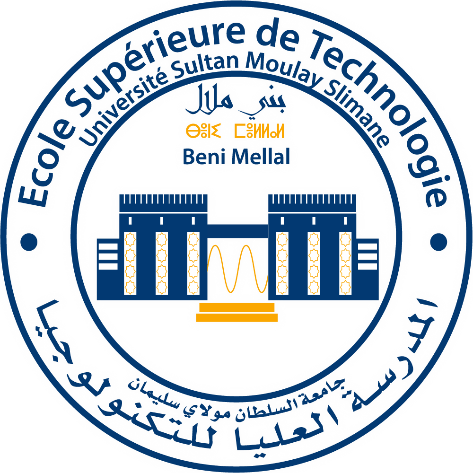 Ecole Supérieure de Technologie
Université Sultan Moulay Slimane
بني ملال
ⴱⵏⵉ ⵎⵍⵍⴰⵍ
Beni Mellal
جامعة السلطان مولاي سليمان
المدرسة العليا للتكنولوجيا